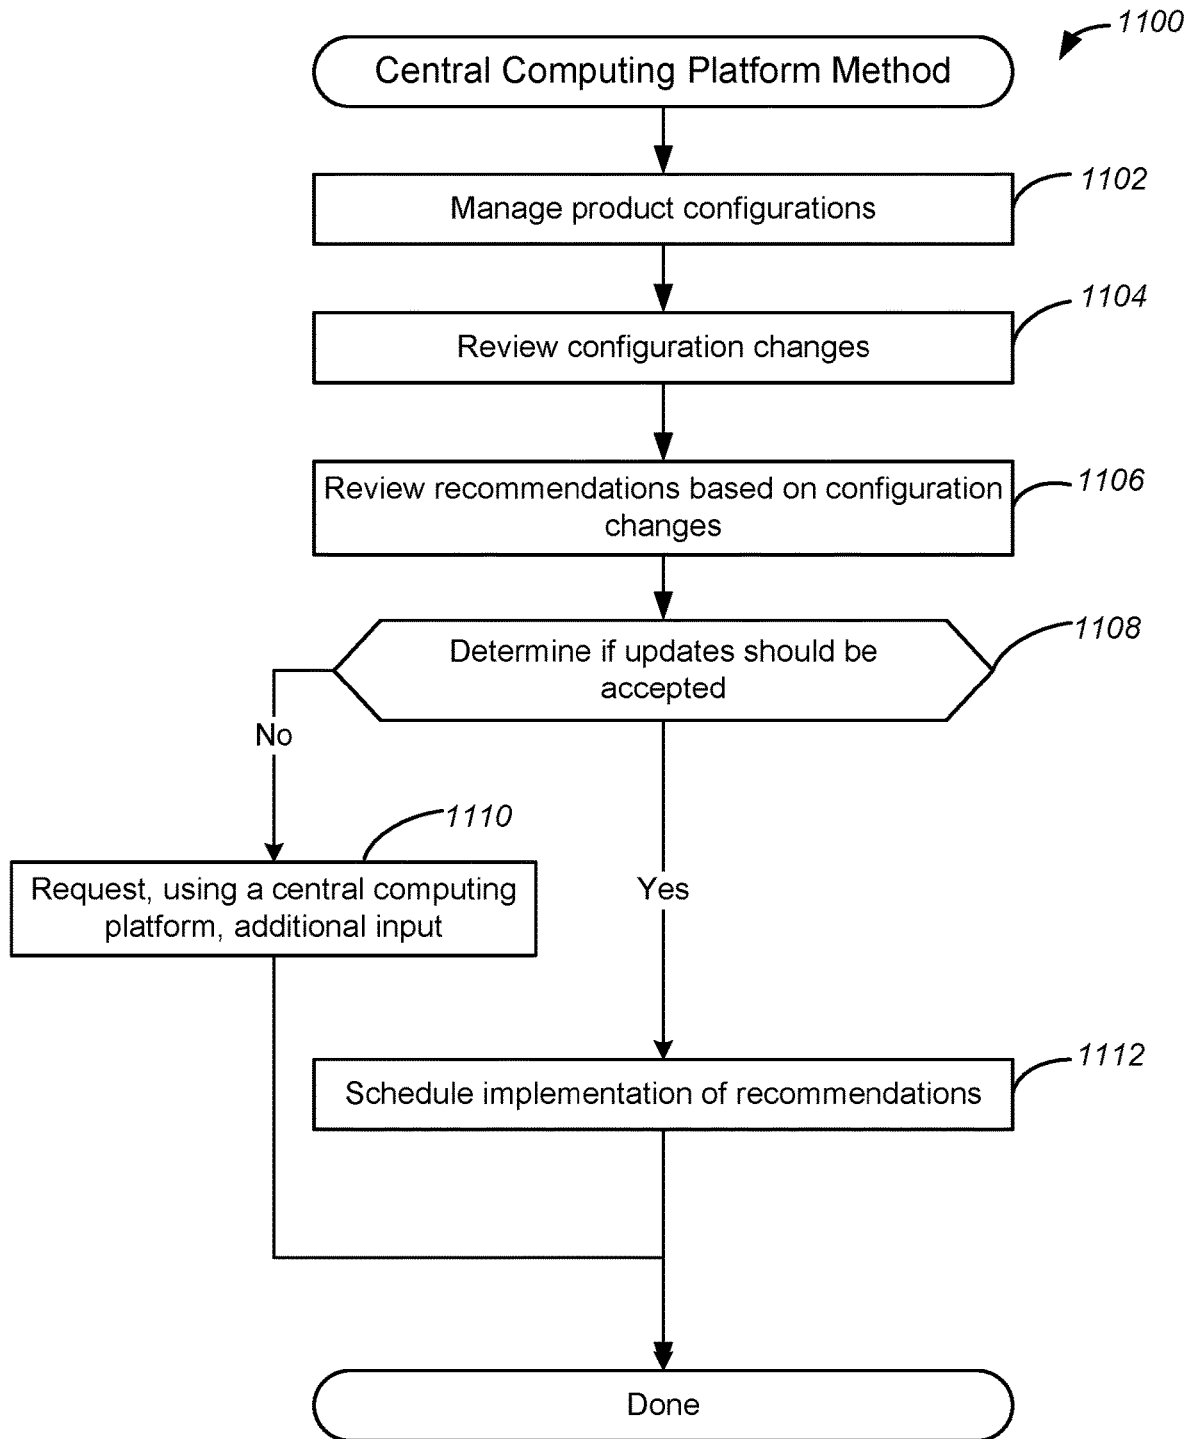 1100
Central Computing Platform Method
1102
Manage product configurations
1104
Review configuration changes
1106
Review recommendations based on configuration
changes
1108
Determine if updates should be
accepted
No
1110
Request, using a central computing
platform, additional input
Yes
1112
Schedule implementation of recommendations
Done